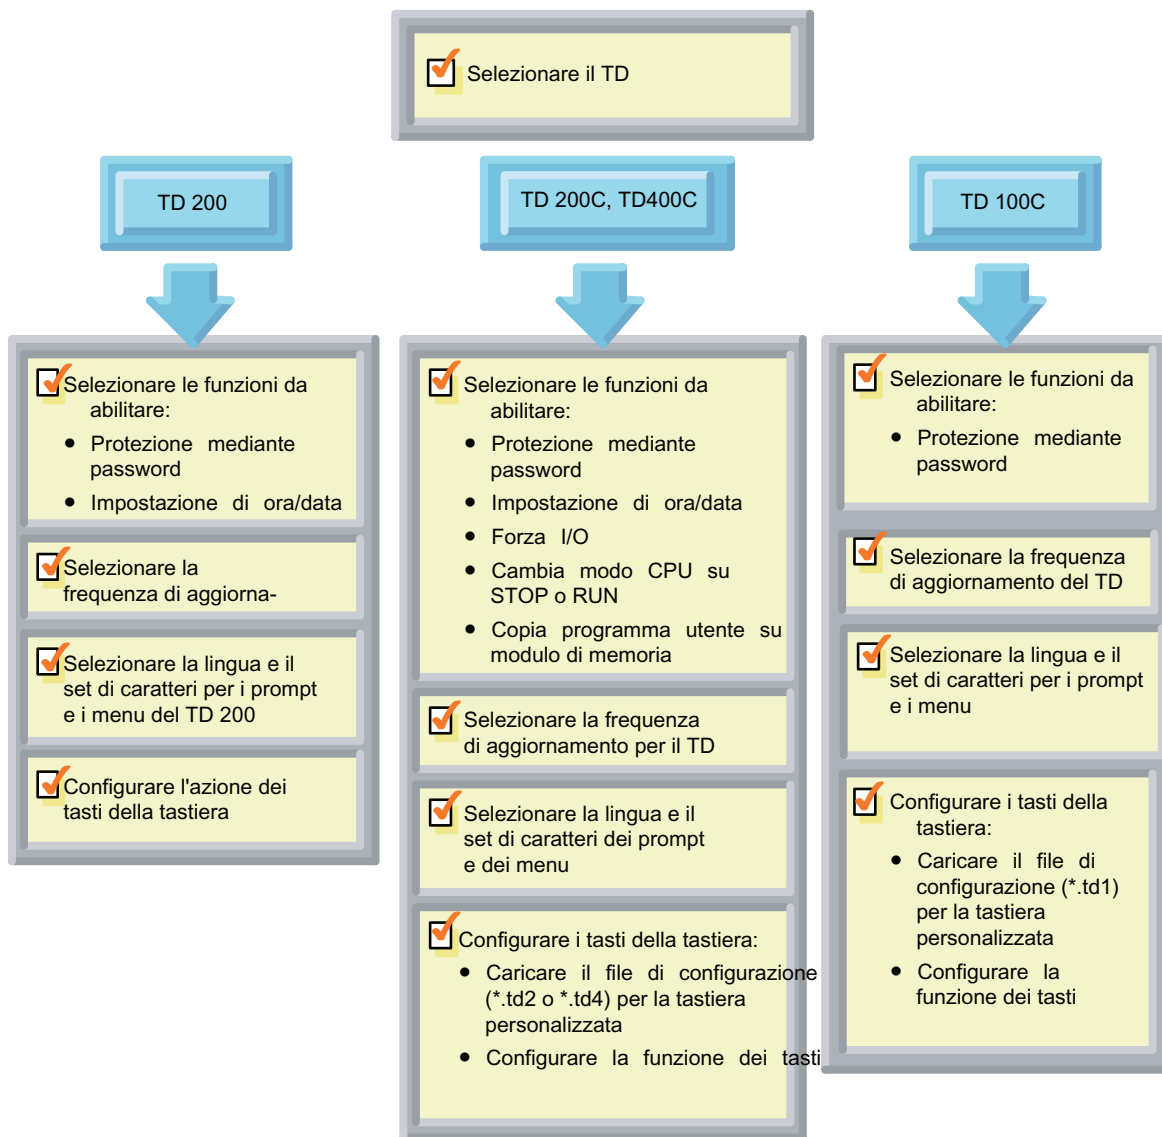 Selezionare il TD
TD 200
TD 200C, TD400C
TD 100C
Selezionare le funzioni da
abilitare:
• Protezione mediante
password
• Impostazione di ora/data
Selezionare la
frequenza di aggiorna-
Selezionare la lingua e il
set di caratteri per i prompt
e i menu del TD 200
Configurare l'azione dei
tasti della tastiera
Selezionare le funzioni da
abilitare:
• Protezione mediante
password
• Impostazione di ora/data
• Forza I/O
• Cambia modo CPU su
STOP o RUN
• Copia programma utente su
modulo di memoria
Selezionare la frequenza
di aggiornamento per il TD
Selezionare la lingua e il
set di caratteri dei prompt
e dei menu
Configurare i tasti della tastiera:
• Caricare il file di configurazione
(*.td2 o *.td4) per la tastiera
personalizzata
• Configurare la funzione dei tasti
Selezionare le funzioni da
abilitare:
• Protezione mediante
password
Selezionare la frequenza
di aggiornamento del TD
Selezionare la lingua e il
set di caratteri per i prompt
e i menu
Configurare i tasti della
tastiera:
• Caricare il file di
configurazione (*.td1)
per la tastiera
personalizzata
• Configurare la
funzione dei tasti